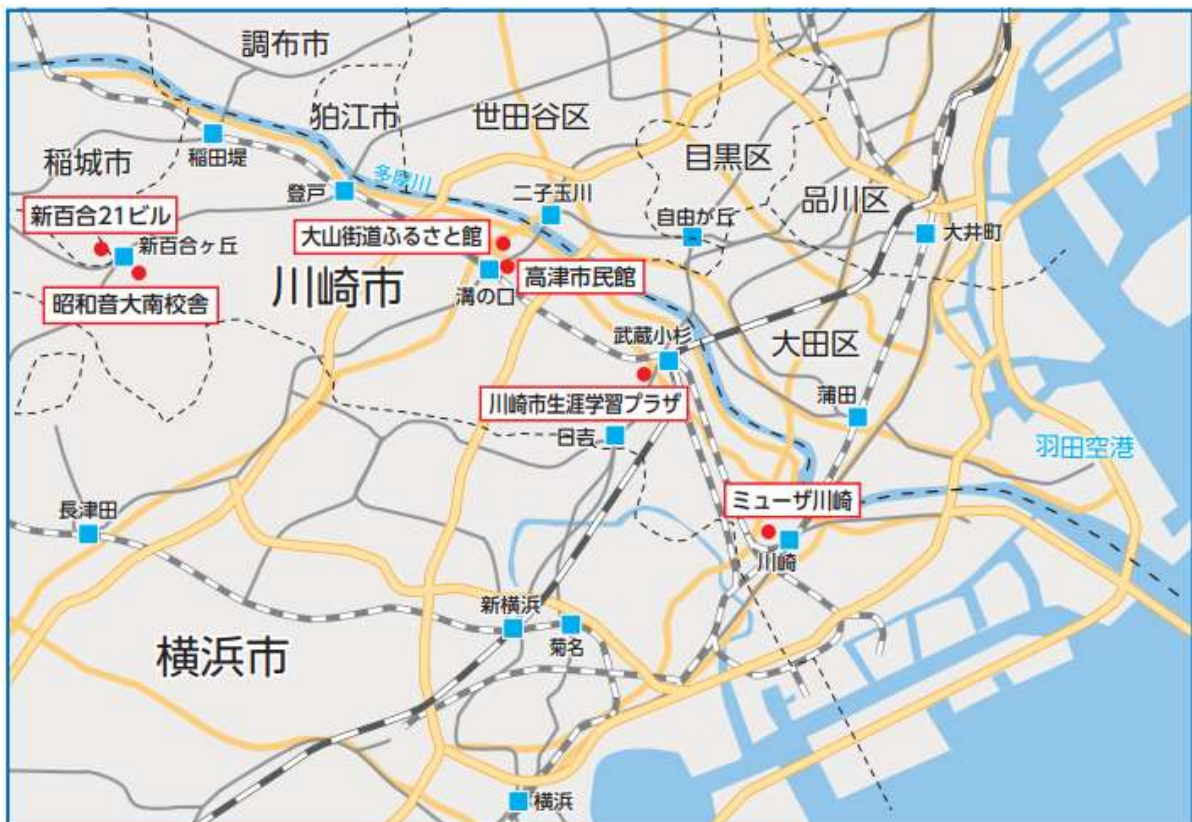 調布市
狛江市
世田谷区
稲城市
稲田堤
目黒区
多摩川
登戸
二子玉川
品川区
新百合21ビル
自由が丘
大井町
大山街道ふるさと館
新百合ヶ丘
高津市民館
川崎市
昭和音大南校舎
溝の口
武蔵小杉
大田区
川崎市生涯学習プラザ
蒲田
日吉
羽田空港
ミューザ川崎
長津田
川崎
新横浜
菊名
横浜市
横浜